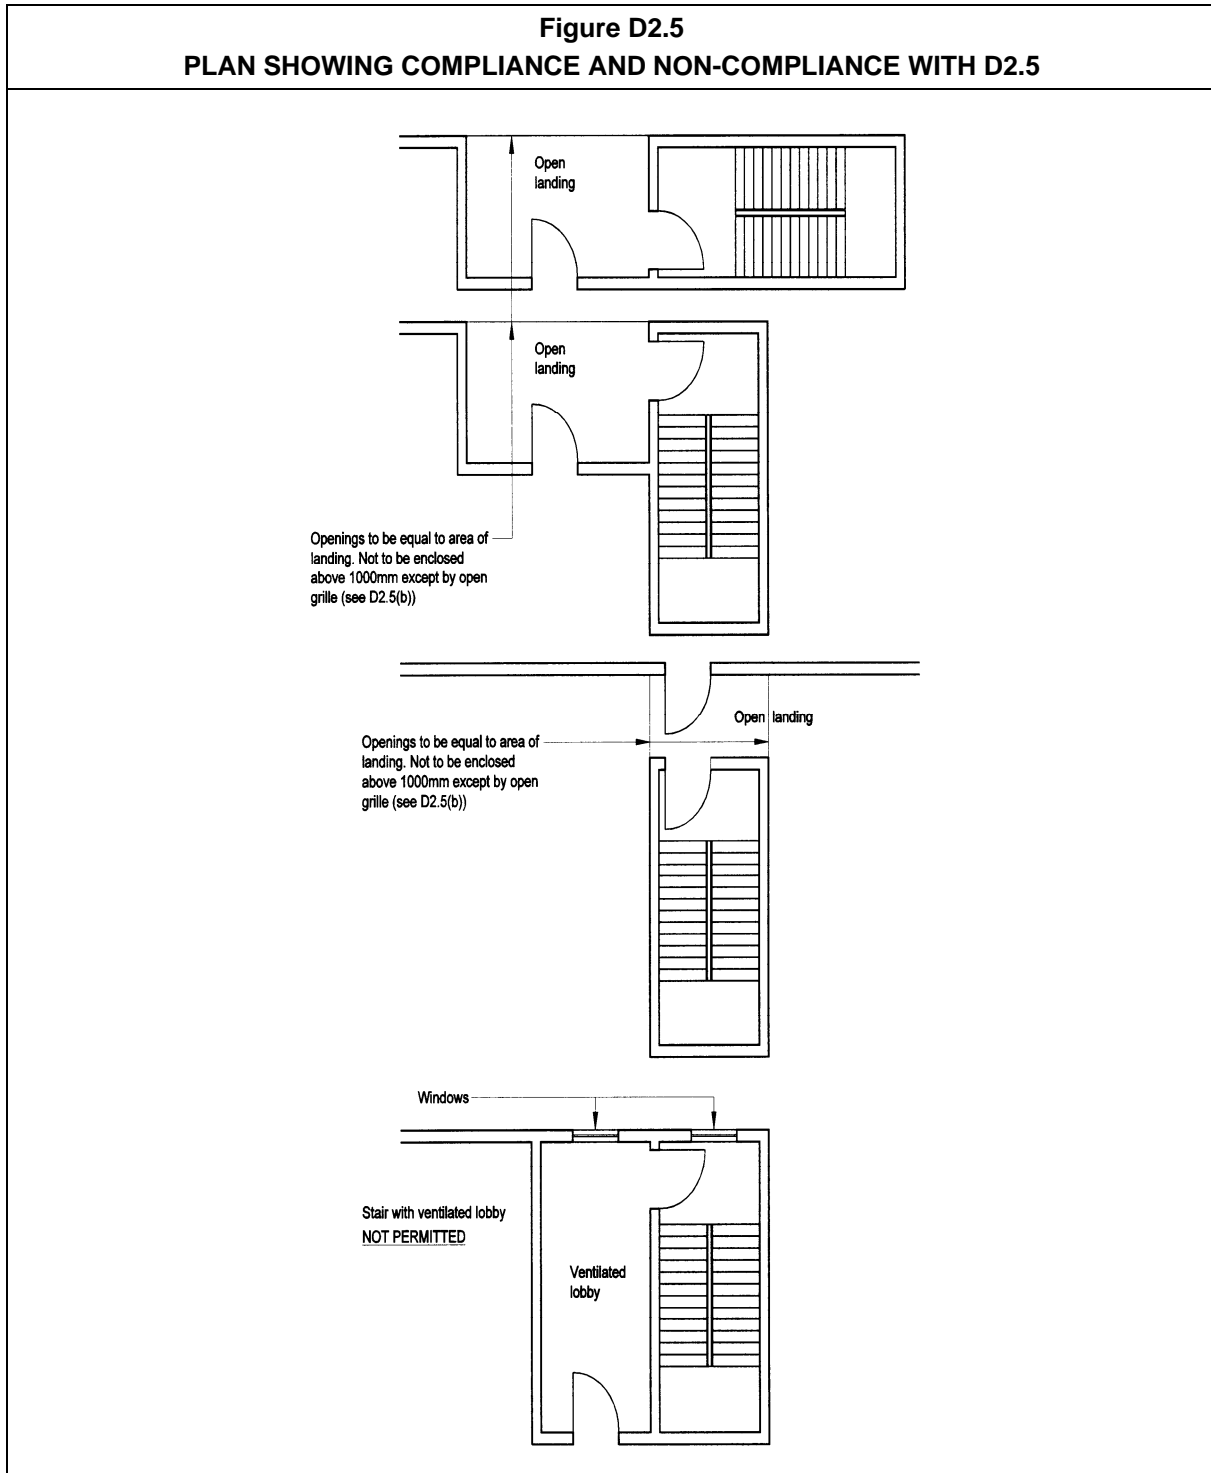 Figure D2.5
PLAN SHOWING COMPLIANCE AND NON-COMPLIANCE WITH D2.5
Open
landing
Open
landing
Openings to be equal to area of
landing. Not to be enclosed
above 1000mm except by open
grille (see D2.5(b))
Open landing
Openings to be equal to area of
landing. Not to be enclosed
above 1000mm except by open
grille (see D2.5(b))
Windows
Stair with ventilated lobby
NOT PERMITTED
Ventilated
lobby